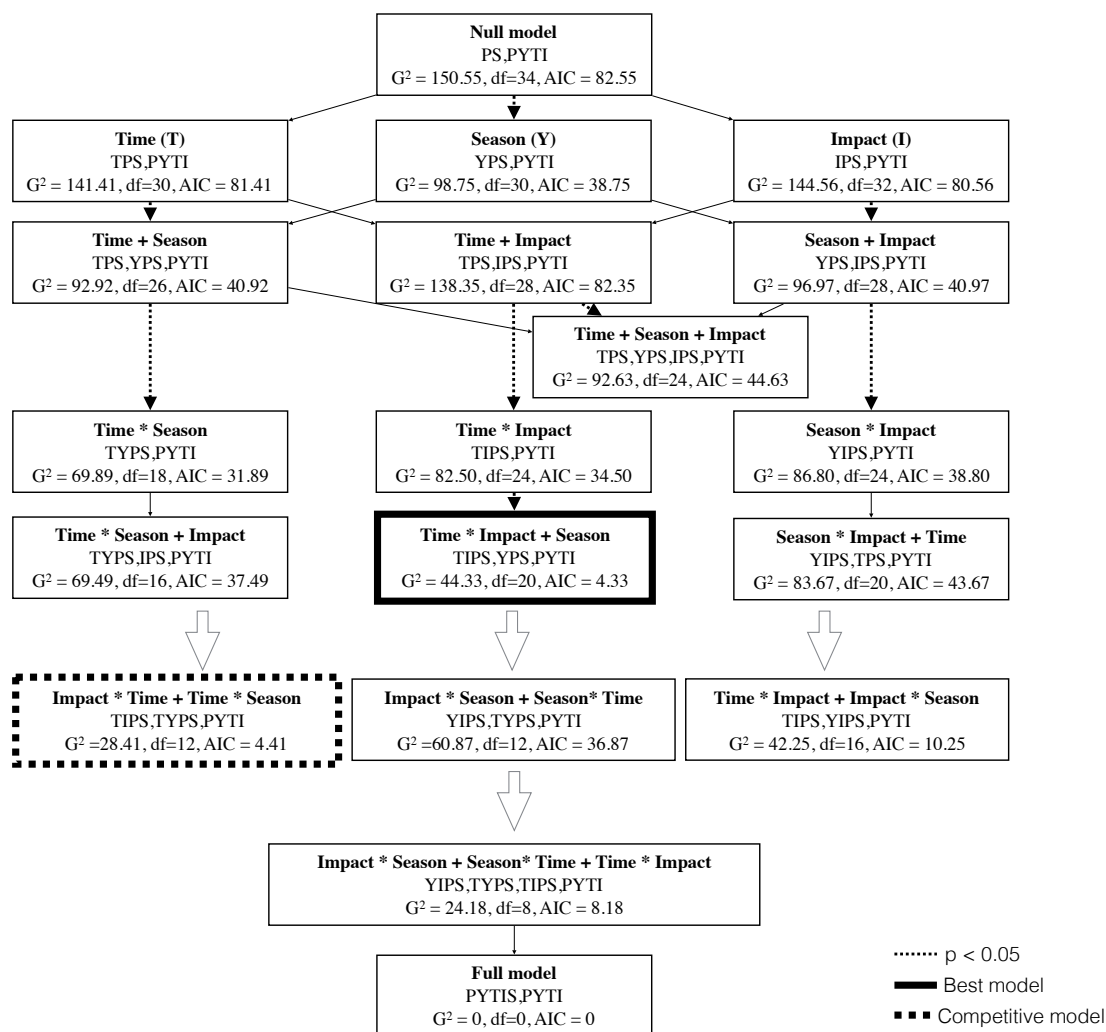 Null model
PS,PYTI
G² = 150.55, df=34, AIC = 82.55
Time (T)
TPS,PYTI
G² = 141.41, df=30, AIC = 81.41
Season (Y)
YPS,PYTI
G² = 98.75, df=30, AIC = 38.75
Impact (I)
IPS,PYTI
G² = 144.56, df=32, AIC = 80.56
Time + Season
TPS,YPS,PYTI
G² = 92.92, df=26, AIC = 40.92
Time + Impact
TPS,IPS,PYTI
G² = 138.35, df=28, AIC = 82.35
Season + Impact
YPS,IPS,PYTI
G² = 96.97, df=28, AIC = 40.97
Time + Season + Impact
TPS,YPS,IPS,PYTI
G² = 92.63, df=24, AIC = 44.63
Time * Season
TYPS,PYTI
G² = 69.89, df=18, AIC = 31.89
Time * Impact
TIPS,PYTI
G² = 82.50, df=24, AIC = 34.50
Season * Impact
YIPS,PYTI
G² = 86.80, df=24, AIC = 38.80
Time * Season + Impact
TYPS,IPS,PYTI
G² = 69.49, df=16, AIC = 37.49
Time * Impact + Season
TIPS,YPS,PYTI
G² = 44.33, df=20, AIC = 4.33
Season * Impact + Time
YIPS,TPS,PYTI
G² = 83.67, df=20, AIC = 43.67
Impact * Time + Time * Season
TIPS,TYPS,PYTI
G² =28.41, df=12, AIC = 4.41
Impact * Season + Season* Time
YIPS,TYPS,PYTI
G² =60.87, df=12, AIC = 36.87
Time * Impact + Impact * Season
TIPS,YIPS,PYTI
G² = 42.25, df=16, AIC = 10.25
Impact * Season + Season* Time + Time * Impact
YIPS,TYPS,TIPS,PYTI
G² = 24.18, df=8, AIC = 8.18
Full model
PYTIS,PYTI
G² = 0, df=0, AIC = 0
p < 0.05
Best model
Competitive model